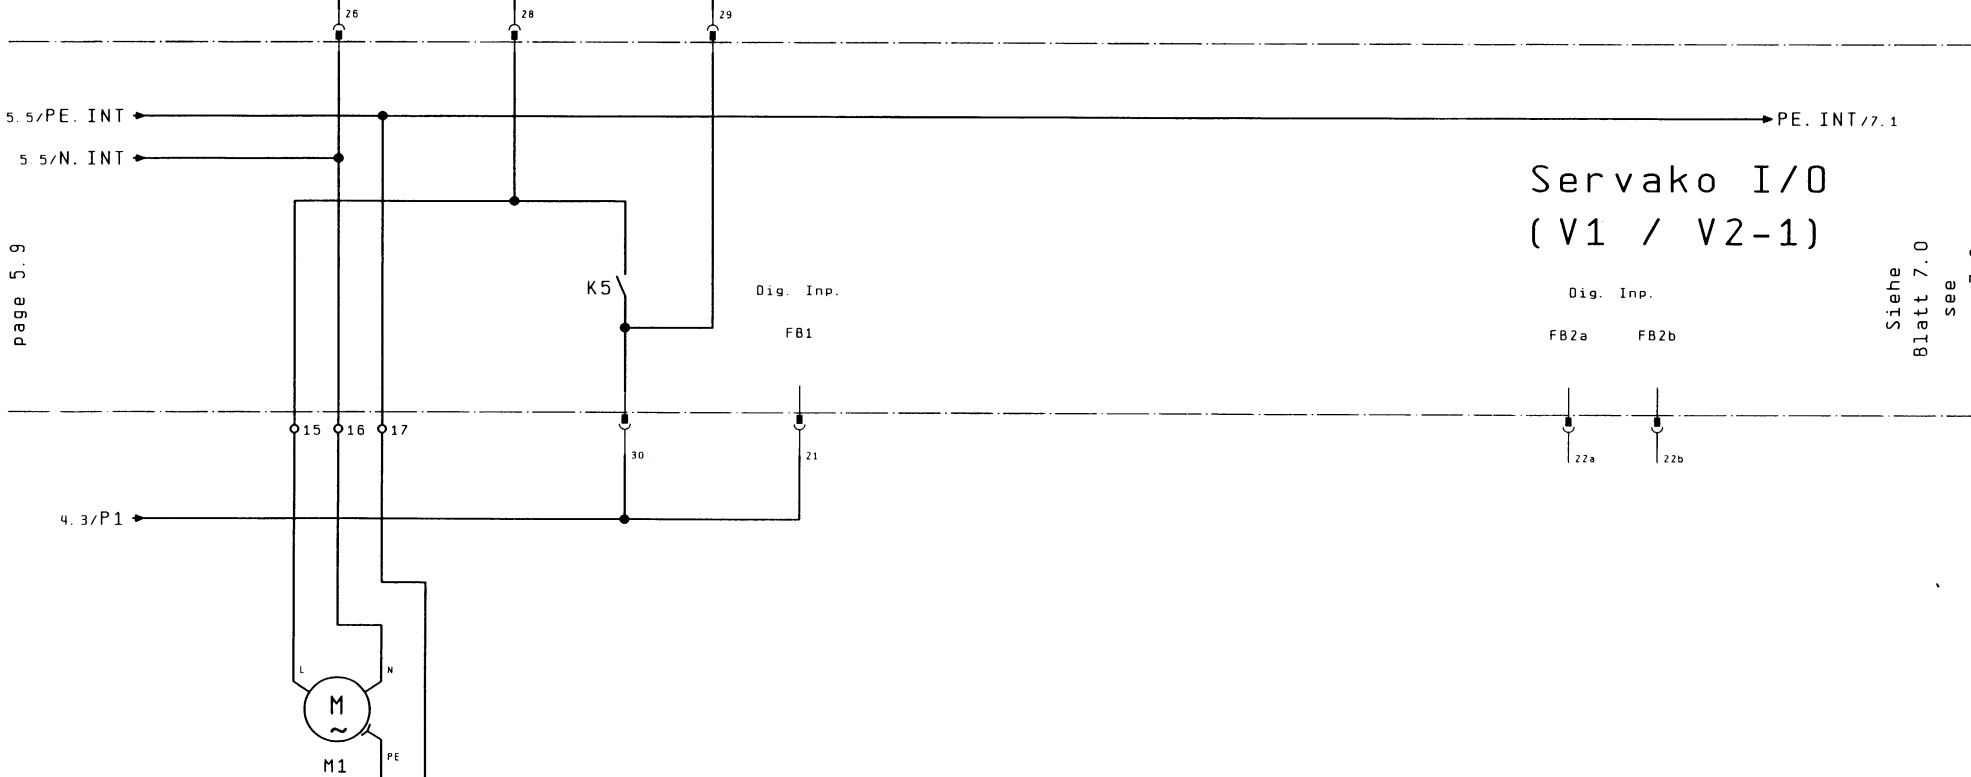 26
28
29
5.5/PE.INT
PE.INT/7.1
5.5/N.INT
Servako I/O
(V1 / V2-1)
page 5.9
Siehe
Blatt 7.0
see
K5
Dig. Inp.
Dig. Inp.
FB1
FB2a
FB2b
15
16
17
30
21
22a
22b
4.3/P1
L
N
M
~
PE
M1